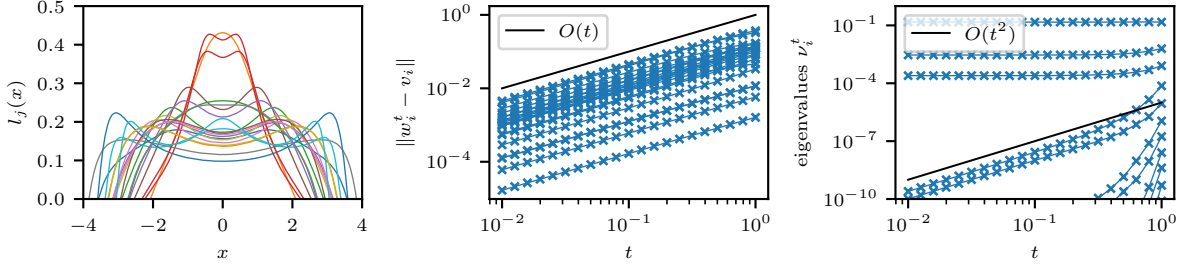 0.5
0.4
0.3
0.2
0.1
0.0
l_j(x)
−4 −2 0 2 4
x
10^0
10^{−2}
10^{−4}
‖w_i^t − v_i‖
O(t)
10^{−2} 10^{−1} 10^0
t
10^{−1}
10^{−4}
10^{−7}
10^{−10}
eigenvalues ν_i^t
O(t^2)
10^{−2} 10^{−1} 10^0
t